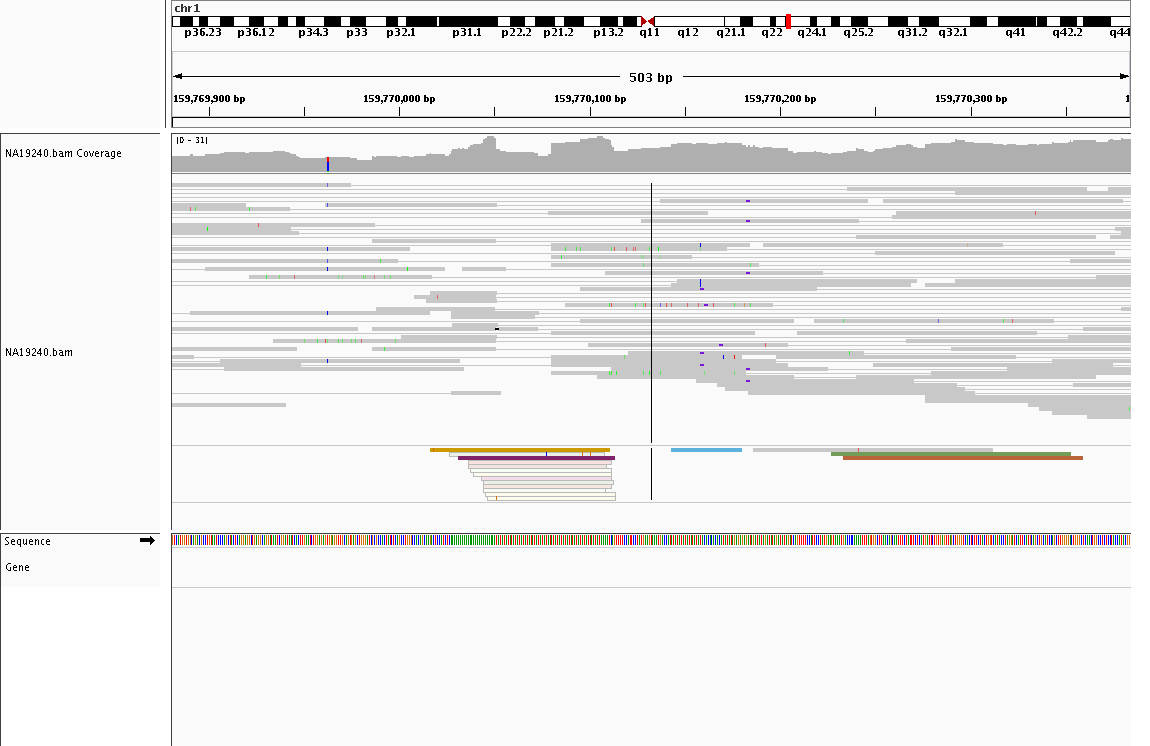 chr1
p36.23 p36.12 p34.3 p33 p32.1 p31.1 p22.2 p21.2 p13.2 q11 q12 q21.1 q22 q24.1 q25.2 q31.2 q32.1 q41 q42.2 q44
503 bp
159,769,900 bp 159,770,000 bp 159,770,100 bp 159,770,200 bp 159,770,300 bp 1
[0 - 31]
NA19240.bam Coverage
NA19240.bam
Sequence
Gene